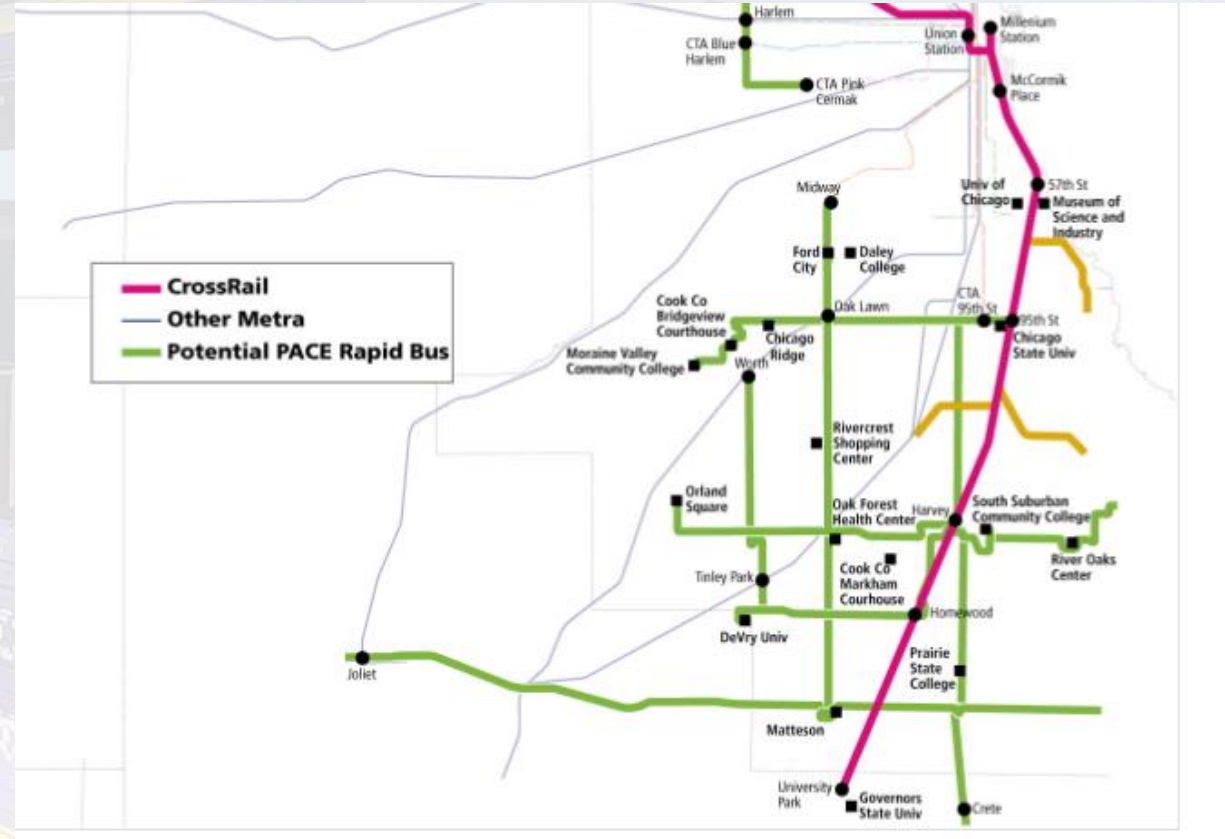 Harlem
CTA Blue
Harlem
CTA Pink
Cermak
Union
Station
Millenium
Station
McCormik
Place
Midway
Univ of
Chicago
57th St
Museum of
Science and
Industry
Ford
City
Daley
College
CrossRail
Other Metra
Potential PACE Rapid Bus
Cook Co
Bridgeview
Courthouse
Oak Lawn
CTA
95th St
95th St
Chicago
State Univ
Chicago
Ridge
Moraine Valley
Community College
Worth
Rivercrest
Shopping
Center
Orland
Square
Oak Forest
Health Center
Harvey
South Suburban
Community College
River Oaks
Center
Tinley Park
Cook Co
Markham
Courhouse
Homewood
DeVry Univ
Prairie
State
College
Joliet
Matteson
University
Park
Governors
State Univ
Crete